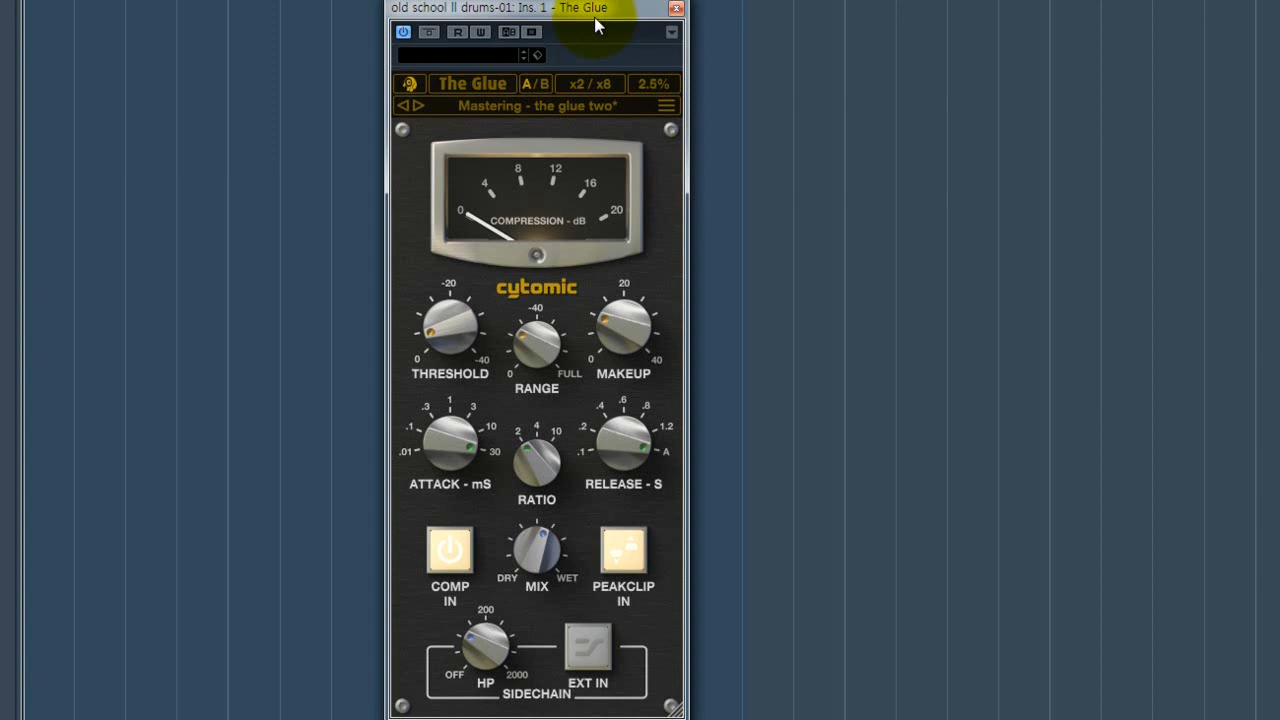 old school ll drums-01: Ins. 1 - The Glue
R W
The Glue A / B x2 / x8 2.5%
Mastering - the glue two*
0 4 8 12 16 20
COMPRESSION - dB
cytomic
-20 -40 20
0 -40 0 FULL 0 40
THRESHOLD RANGE MAKEUP
.01 .1 .3 1 3 10 30
2 4 10
.1 .2 .4 .6 .8 1.2 A
ATTACK - mS RATIO RELEASE - S
DRY WET
COMP IN
MIX
PEAKCLIP IN
200
OFF 2000
HP EXT IN
SIDECHAIN